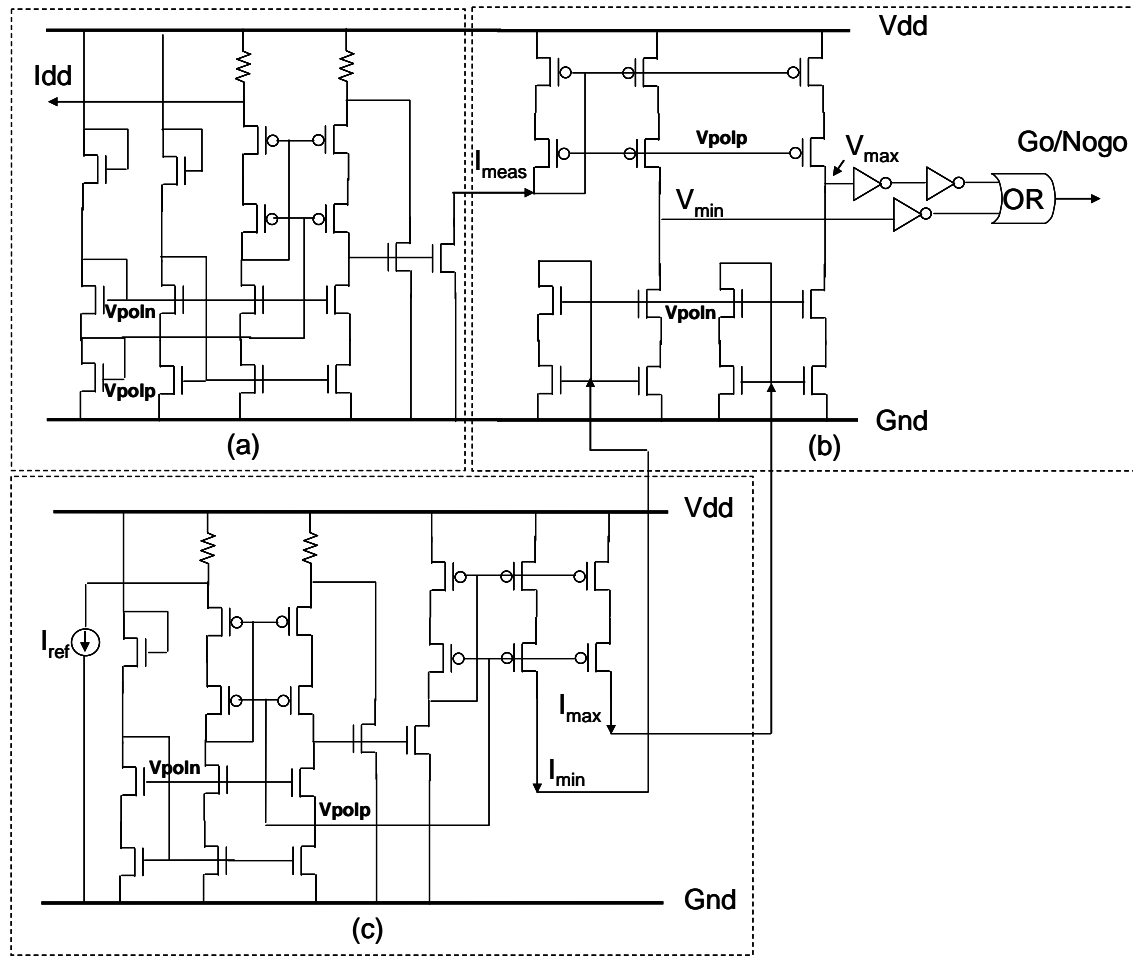 Vdd
Idd
Vpolp
Go/Nogo
Vmax
Imeas
OR
Vmin
Vpoln
Vpoln
Vpolp
Gnd
(a)
(b)
Vdd
Iref
Imax
Vpoln
Imin
Vpolp
Gnd
(c)